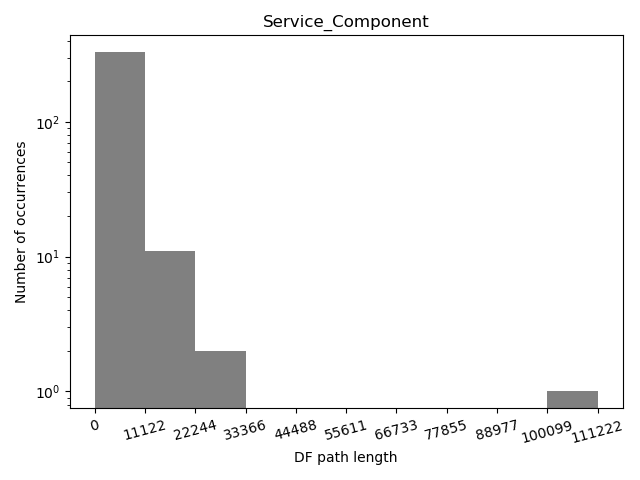 Service_Component
Number of occurrences
10²
10¹
10⁰
0 11122 22244 33366 44488 55611 66733 77855 88977 100099 111222
DF path length